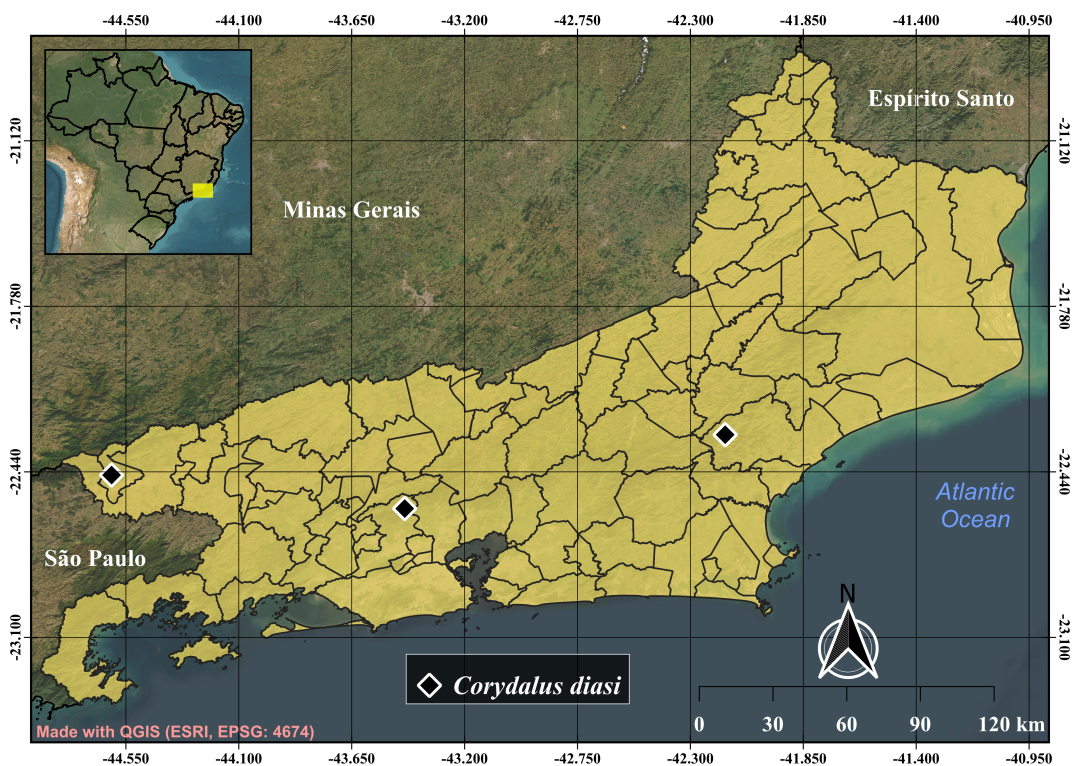 -44.550 -44.100 -43.650 -43.200 -42.750 -42.300 -41.850 -41.400 -40.950
Espírito Santo
-21.120 -21.120
Minas Gerais
-21.780 -21.780
-22.440 -22.440
Atlantic
Ocean
São Paulo
N
-23.100 -23.100
Corydalus diasi
0 30 60 90 120 km
Made with QGIS (ESRI, EPSG: 4674)
-44.550 -44.100 -43.650 -43.200 -42.750 -42.300 -41.850 -41.400 -40.950